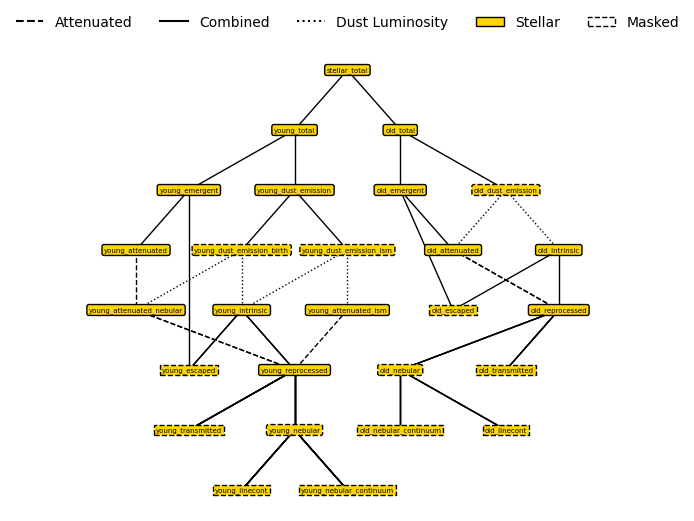 Attenuated Combined Dust Luminosity Stellar Masked
stellar_total
young_total old_total
young_emergent young_dust_emission old_emergent old_dust_emission
young_attenuated young_dust_emission_birth young_dust_emission_ism old_attenuated old_intrinsic
young_attenuated_nebular young_intrinsic young_attenuated_ism old_escaped old_reprocessed
young_escaped young_reprocessed old_nebular old_transmitted
young_transmitted young_nebular old_nebular_continuum old_linecont
young_linecont young_nebular_continuum